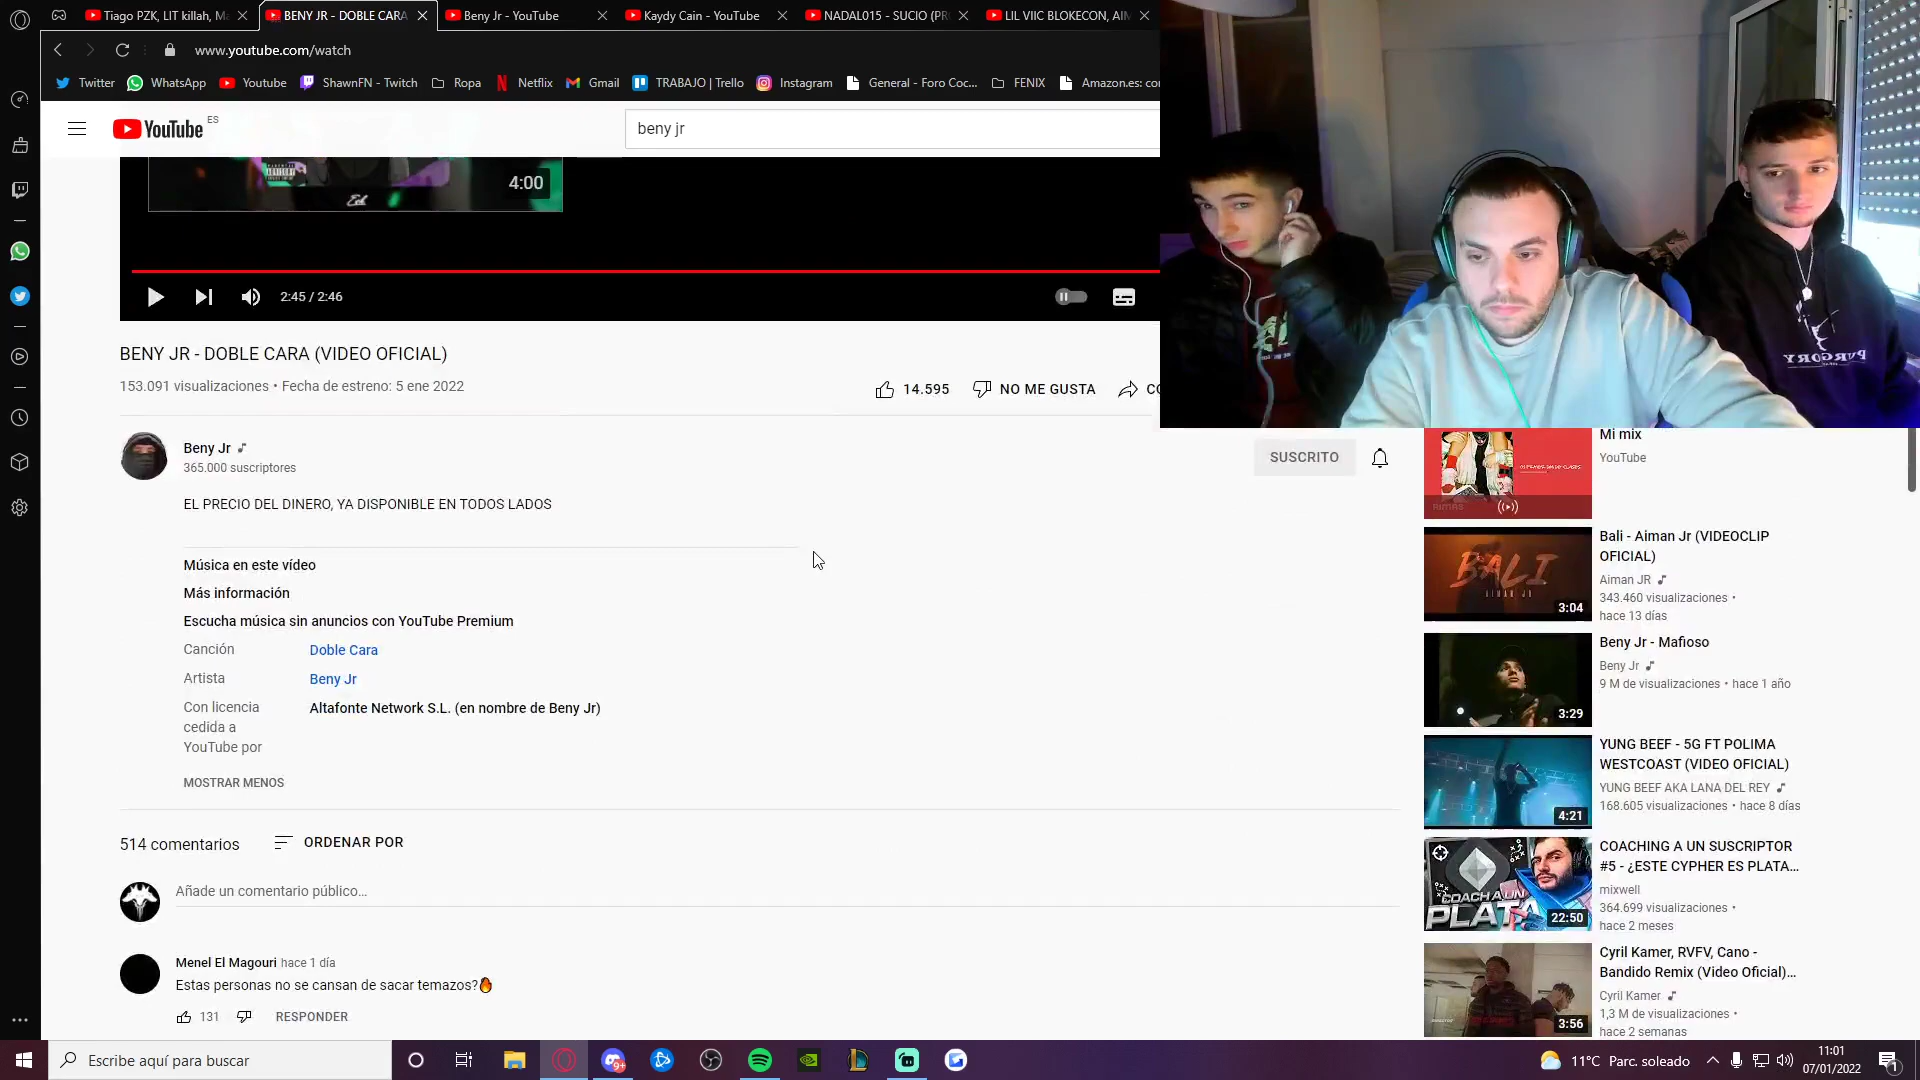 Tiago PZK, LIT killah, Ma
BENY JR - DOBLE CARA
Beny Jr - YouTube
Kaydy Cain - YouTube
NADAL015 - SUCIO (PR
LIL VIIC BLOKECON, AIM
www.youtube.com/watch
Twitter
WhatsApp
Youtube
ShawnFN - Twitch
Ropa
Netflix
Gmail
TRABAJO | Trello
Instagram
General - Foro Coc...
FENIX
Amazon.es: co
YouTube ES
beny jr
4:00
2:45 / 2:46
BENY JR - DOBLE CARA (VIDEO OFICIAL)
153.091 visualizaciones • Fecha de estreno: 5 ene 2022
14.595
NO ME GUSTA
CO
Beny Jr
365.000 suscriptores
SUSCRITO
EL PRECIO DEL DINERO, YA DISPONIBLE EN TODOS LADOS
Música en este vídeo
Más información
Escucha música sin anuncios con YouTube Premium
Canción
Doble Cara
Artista
Beny Jr
Con licencia
cedida a
YouTube por
Altafonte Network S.L. (en nombre de Beny Jr)
MOSTRAR MENOS
514 comentarios
ORDENAR POR
Añade un comentario público...
Menel El Magouri hace 1 día
Estas personas no se cansan de sacar temazos?🔥
131
RESPONDER
Mi mix
YouTube
BALI
AIMAN JR
3:04
Bali - Aiman Jr (VIDEOCLIP
OFICIAL)
Aiman JR
343.460 visualizaciones •
hace 13 días
3:29
Beny Jr - Mafioso
Beny Jr
9 M de visualizaciones • hace 1 año
4:21
YUNG BEEF - 5G FT POLIMA
WESTCOAST (VIDEO OFICIAL)
YUNG BEEF AKA LANA DEL REY
168.605 visualizaciones • hace 8 días
COACH A UN
PLATA
22:50
COACHING A UN SUSCRIPTOR
#5 - ¿ESTE CYPHER ES PLATA...
mixwell
364.699 visualizaciones •
hace 2 meses
3:56
Cyril Kamer, RVFV, Cano -
Bandido Remix (Video Oficial)...
Cyril Kamer
1,3 M de visualizaciones •
hace 2 semanas
Escribe aquí para buscar
9+
11°C Parc. soleado
11:01
07/01/2022
1